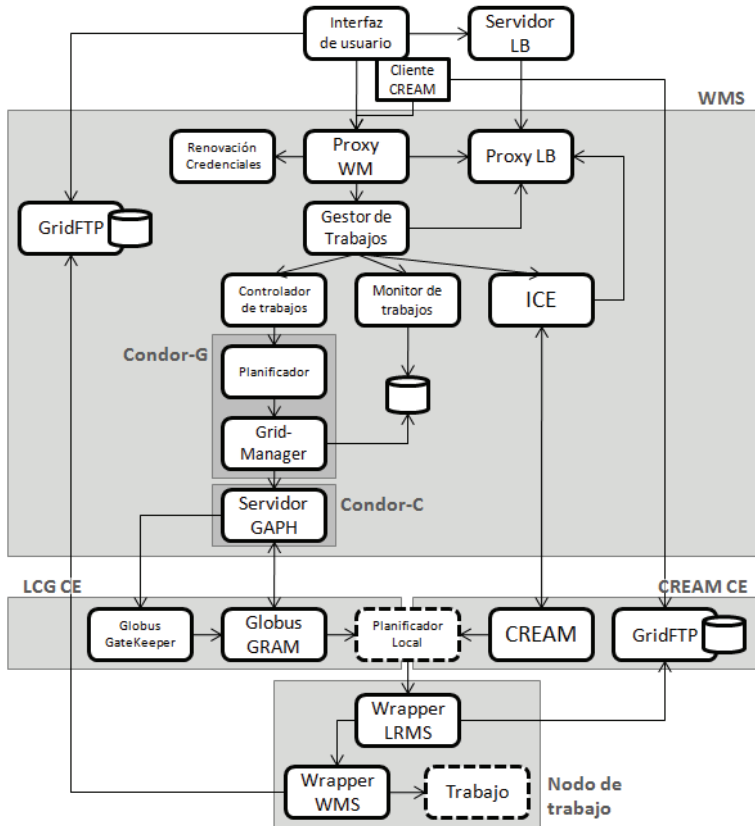 Interfaz
de usuario
Servidor
LB
Cliente
CREAM
WMS
Renovación
Credenciales
Proxy
WM
Proxy LB
GridFTP
Gestor de
Trabajos
Controlador
de trabajos
Monitor de
trabajos
ICE
Condor-G
Planificador
Grid-
Manager
Servidor
GAPH
Condor-C
LCG CE
CREAM CE
Globus
GateKeeper
Globus
GRAM
Planificador
Local
CREAM
GridFTP
Wrapper
LRMS
Wrapper
WMS
Trabajo
Nodo de
trabajo